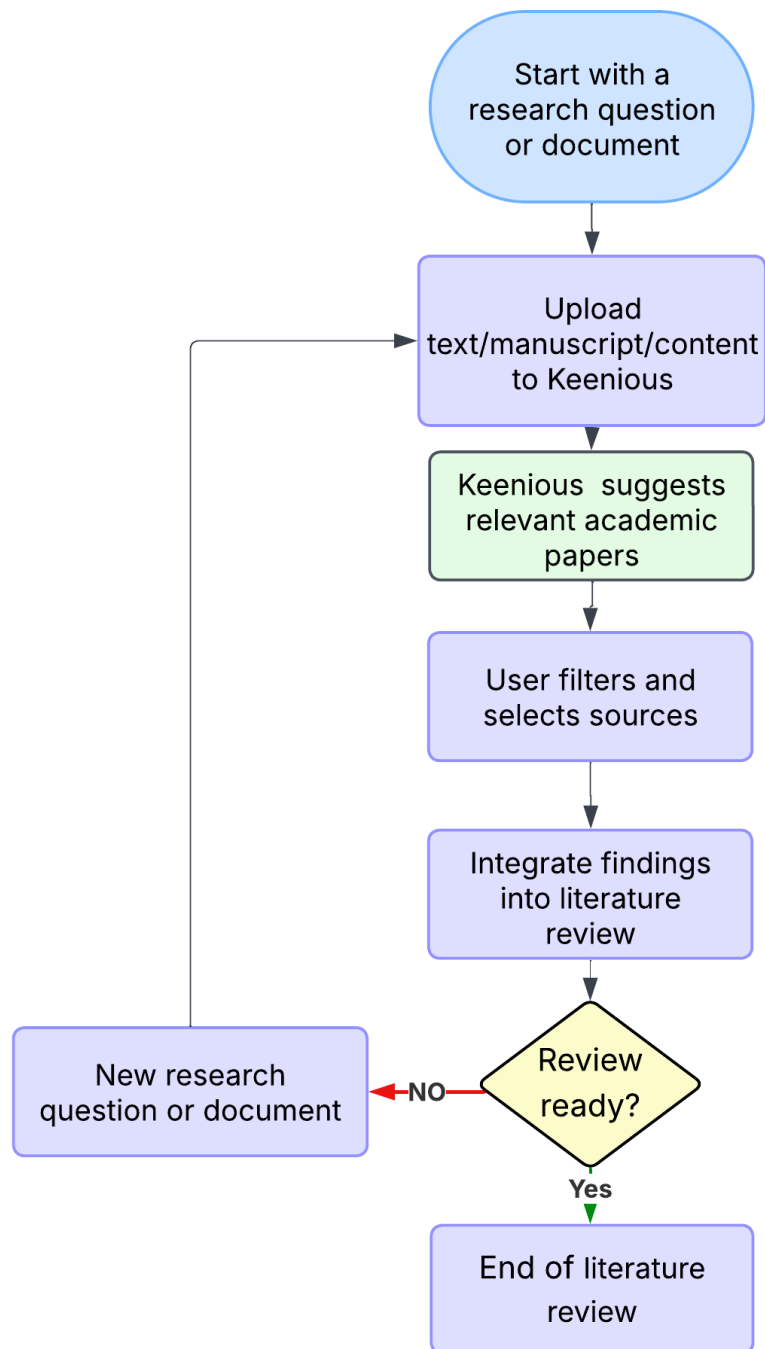 Start with a
research question
or document
Upload
text/manuscript/content
to Keenious
Keenious  suggests
relevant academic
papers
User filters and
selects sources
Integrate findings
into literature
review
Review
ready?
NO
New research
question or document
Yes
End of literature
review